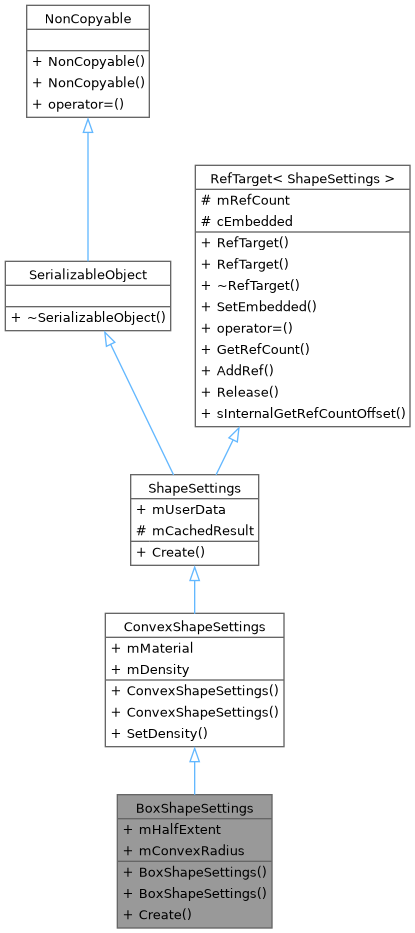 NonCopyable
+ NonCopyable()
+ NonCopyable()
+ operator=()
RefTarget< ShapeSettings >
# mRefCount
# cEmbedded
+ RefTarget()
+ RefTarget()
+ ~RefTarget()
+ SetEmbedded()
+ operator=()
+ GetRefCount()
+ AddRef()
+ Release()
+ sInternalGetRefCountOffset()
SerializableObject
+ ~SerializableObject()
ShapeSettings
+ mUserData
# mCachedResult
+ Create()
ConvexShapeSettings
+ mMaterial
+ mDensity
+ ConvexShapeSettings()
+ ConvexShapeSettings()
+ SetDensity()
BoxShapeSettings
+ mHalfExtent
+ mConvexRadius
+ BoxShapeSettings()
+ BoxShapeSettings()
+ Create()